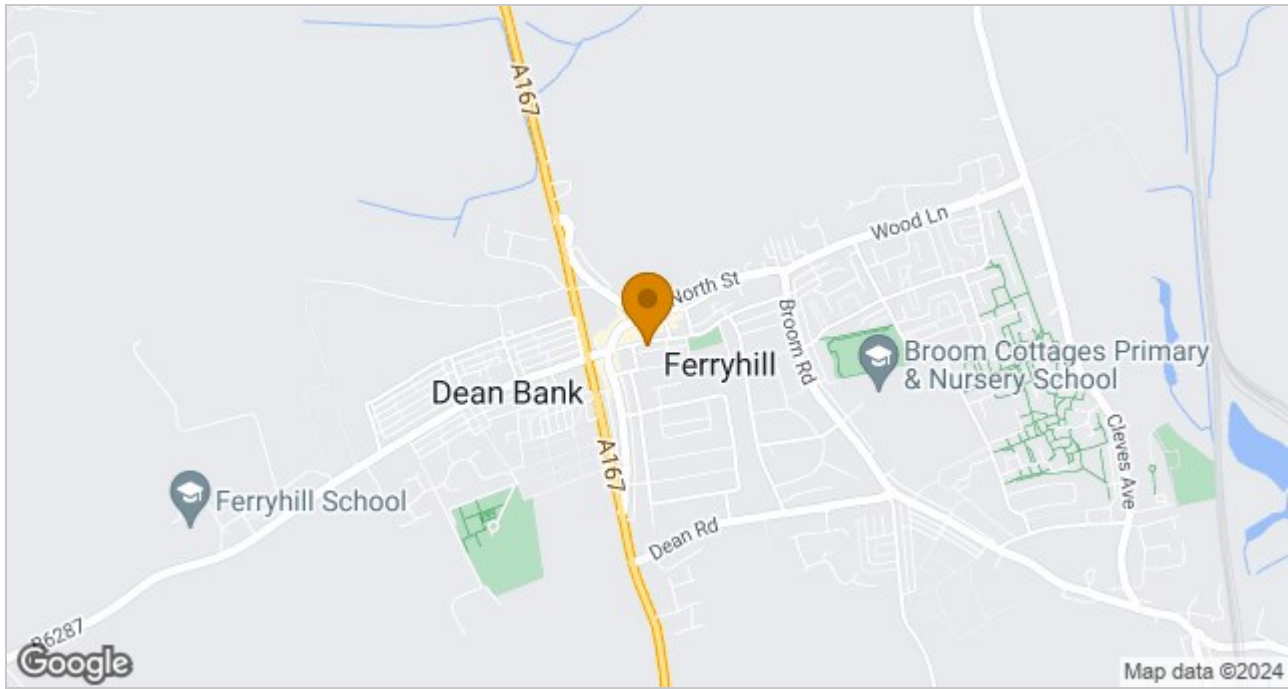 A167
Wood Ln
North St
Broom Rd
Ferryhill
Broom Cottages Primary
& Nursery School
Dean Bank
Cleves Ave
A167
Ferryhill School
Dean Rd
B6287
Google
Map data ©2024